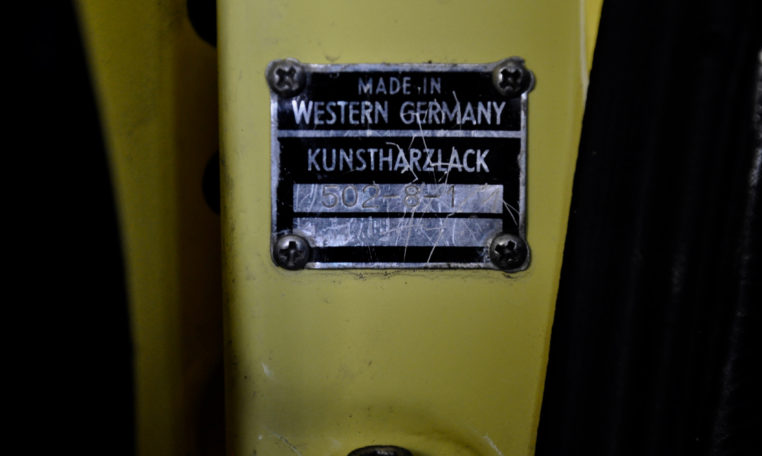 MADE IN
WESTERN GERMANY
KUNSTHARZLACK
502-8-1